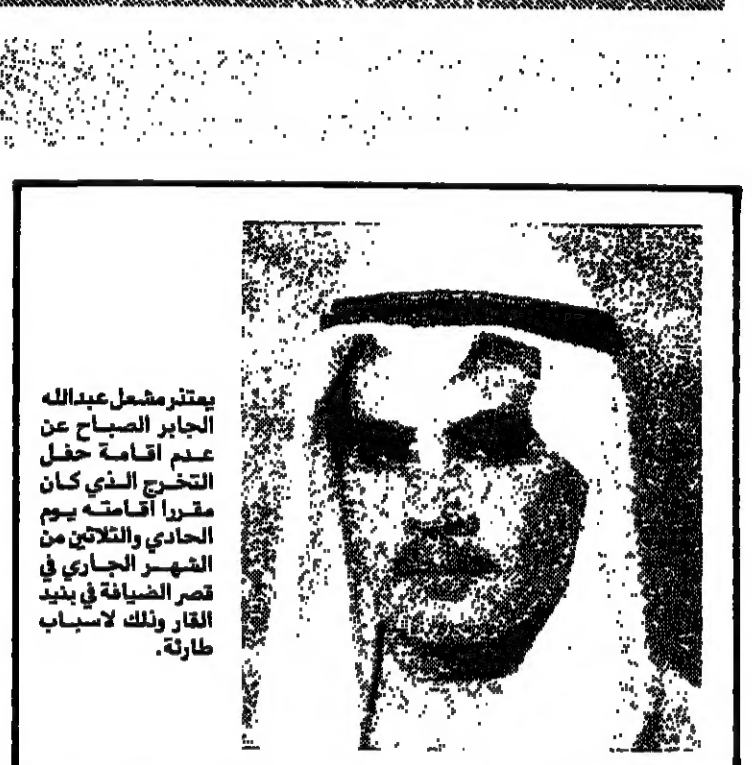 يعتذر مشعل عبدالله
الجابر الصباح عن
عدم اقامة حفل
التخرج الذي كان
مقررا اقامته يوم
الحادي والثلاثين من
الشهر الجاري في
قصر الضيافة في بنيد
القار وذلك لاسباب
طارئة.